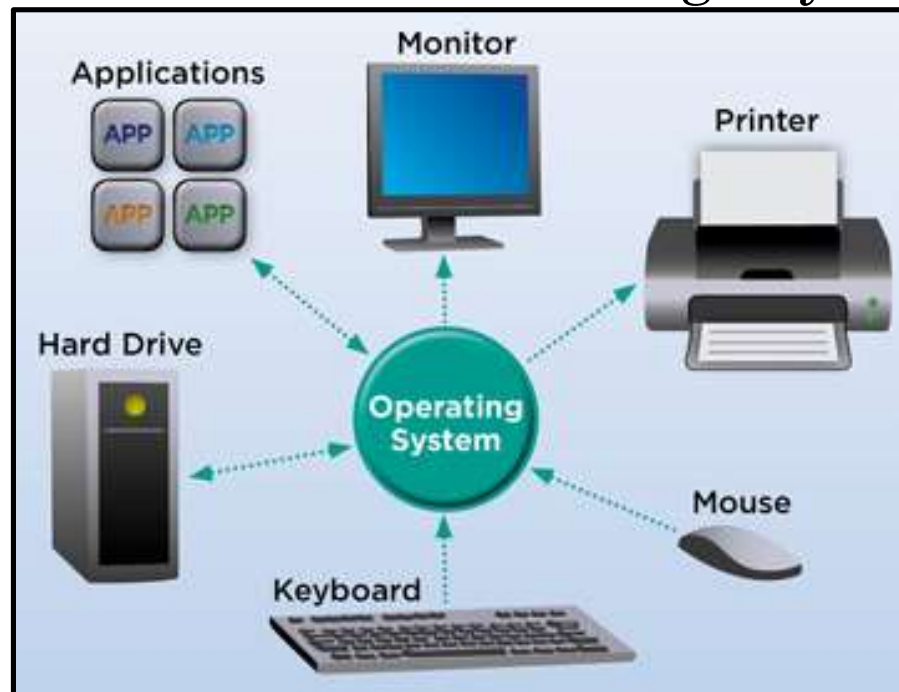 Monitor
Applications
APP APP
APP APP
Printer
Hard Drive
Operating
System
Mouse
Keyboard